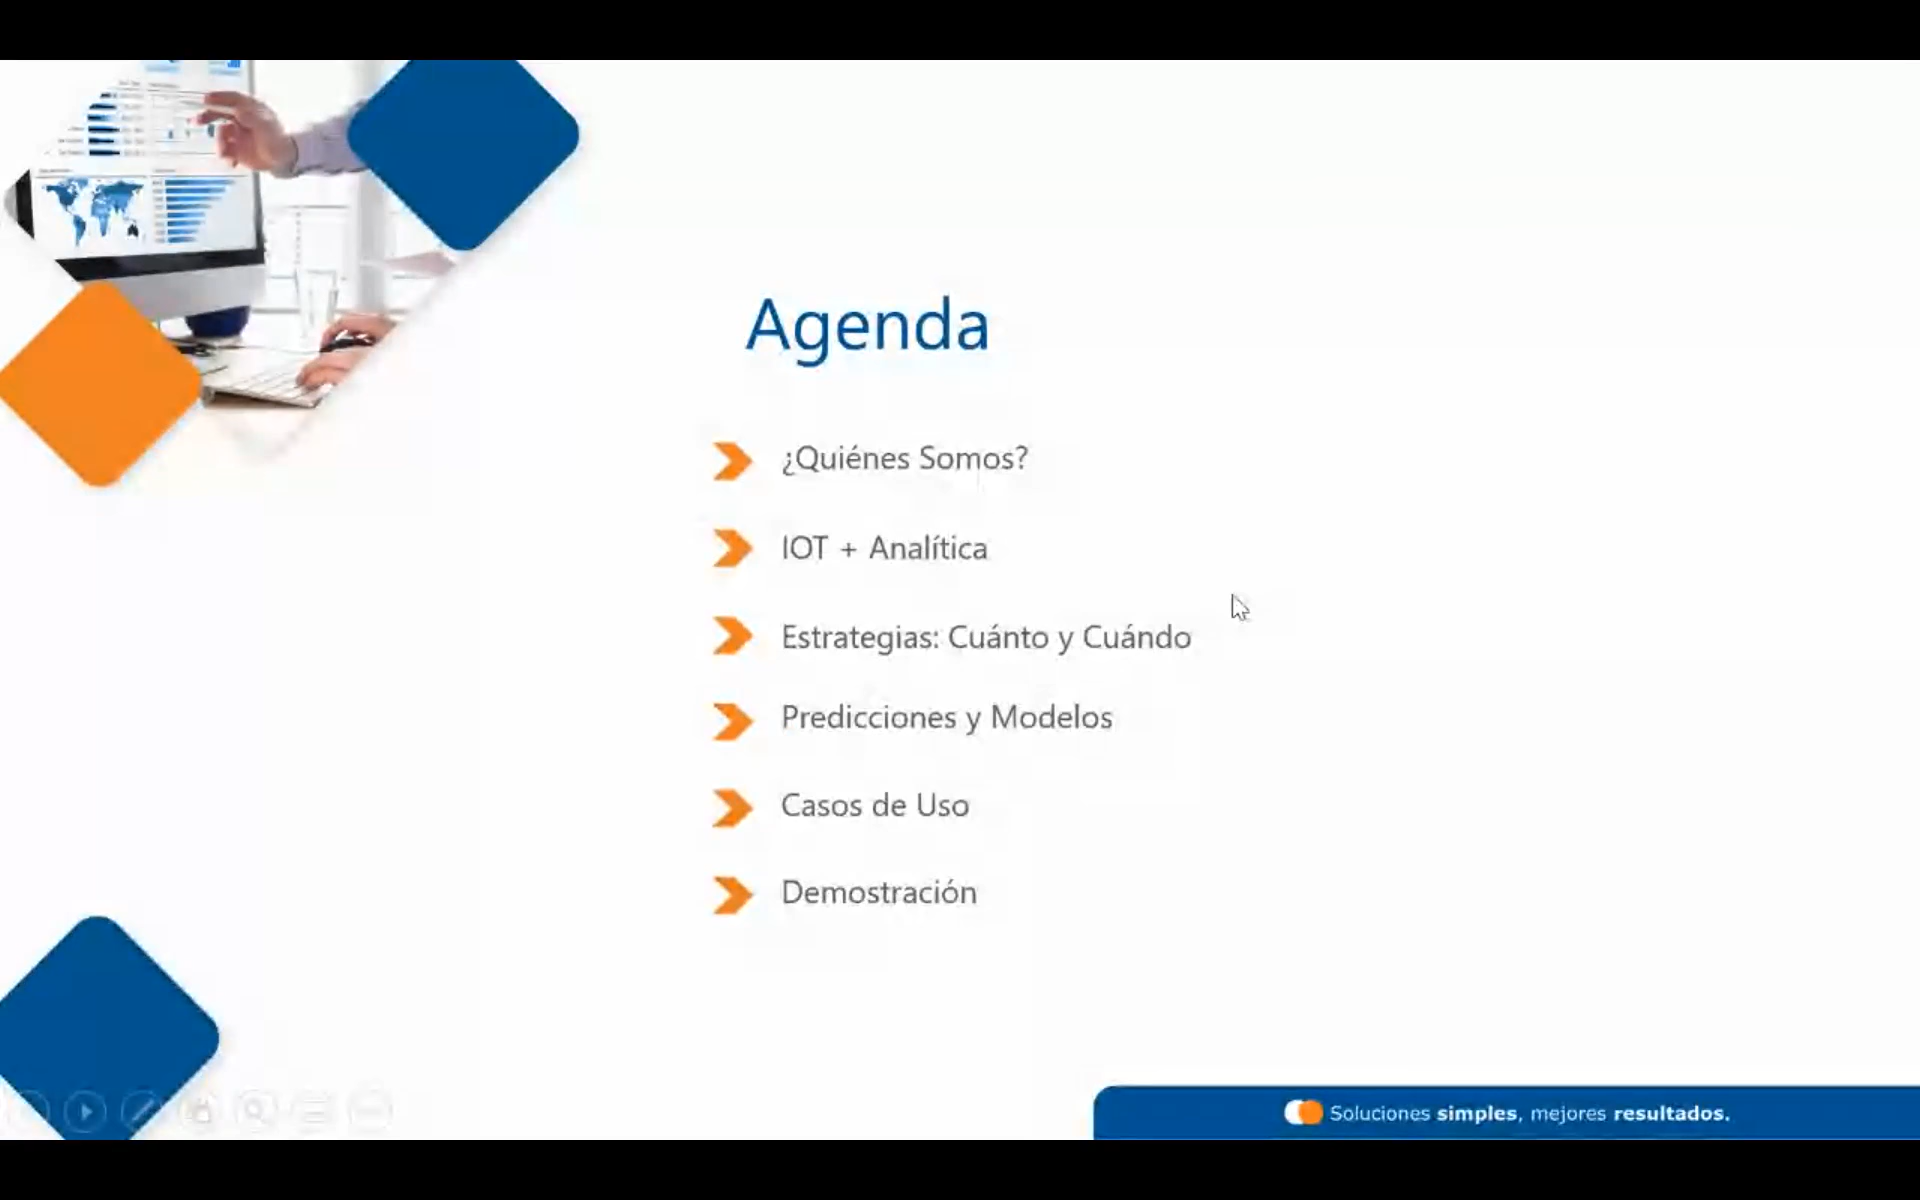 Agenda
¿Quiénes Somos?
IOT + Analítica
Estrategias: Cuánto y Cuándo
Predicciones y Modelos
Casos de Uso
Demostración
Soluciones simples, mejores resultados.